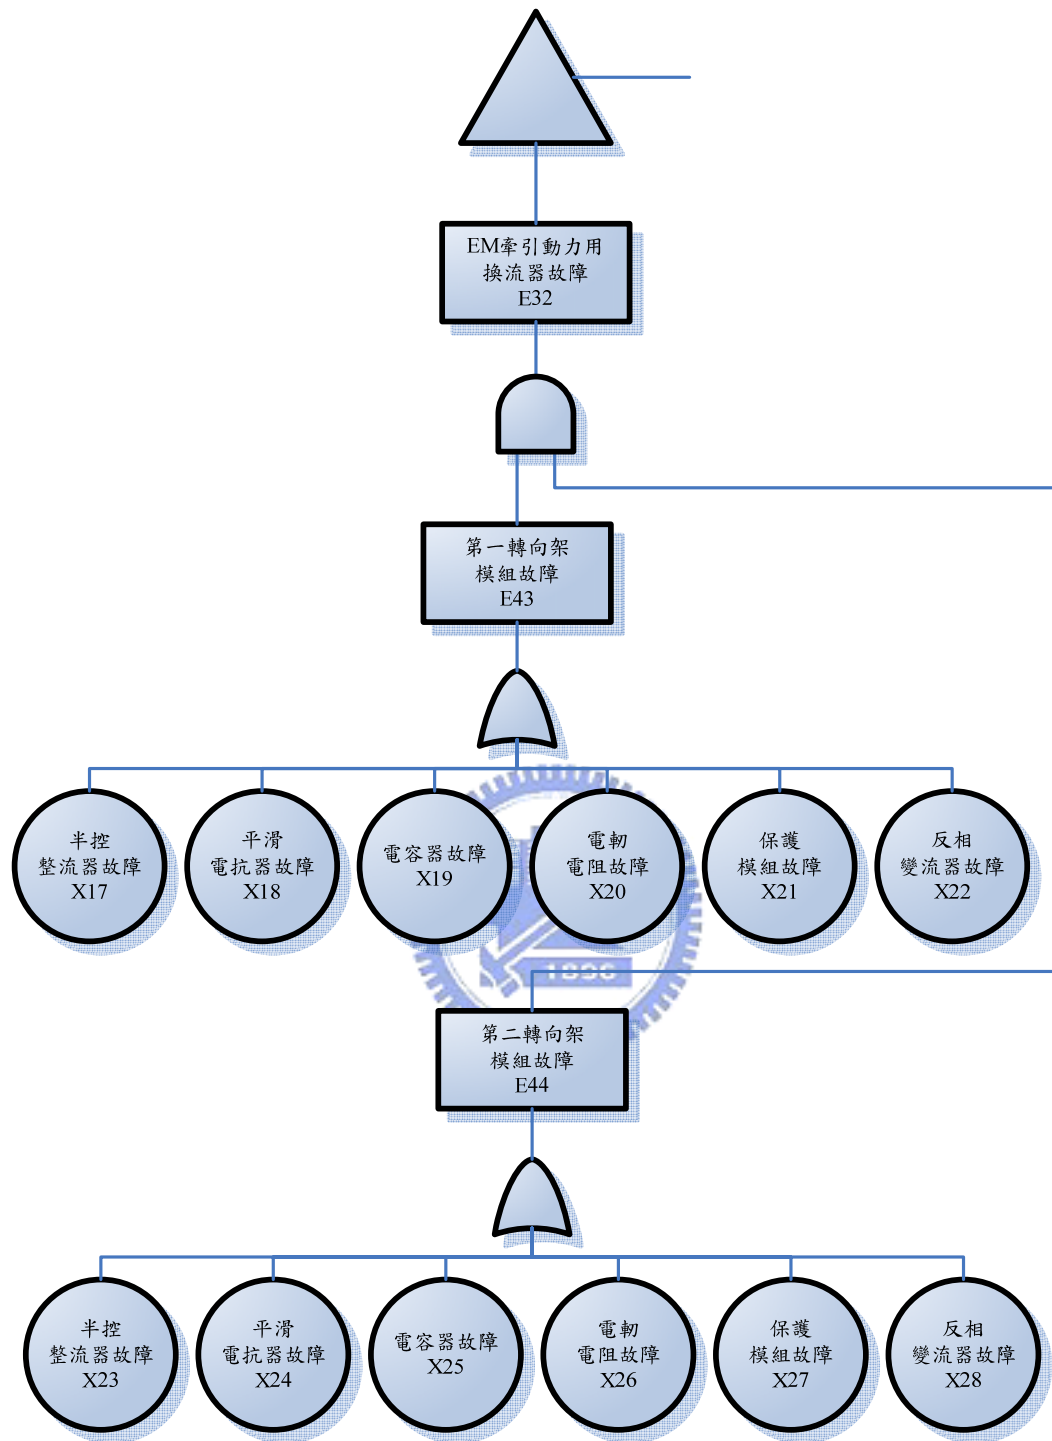 EM牽引動力用
換流器故障
E32
第一轉向架
模組故障
E43
半控
整流器故障
X17
平滑
電抗器故障
X18
電容器故障
X19
電軔
電阻故障
X20
保護
模組故障
X21
反相
變流器故障
X22
1896
第二轉向架
模組故障
E44
半控
整流器故障
X23
平滑
電抗器故障
X24
電容器故障
X25
電軔
電阻故障
X26
保護
模組故障
X27
反相
變流器故障
X28